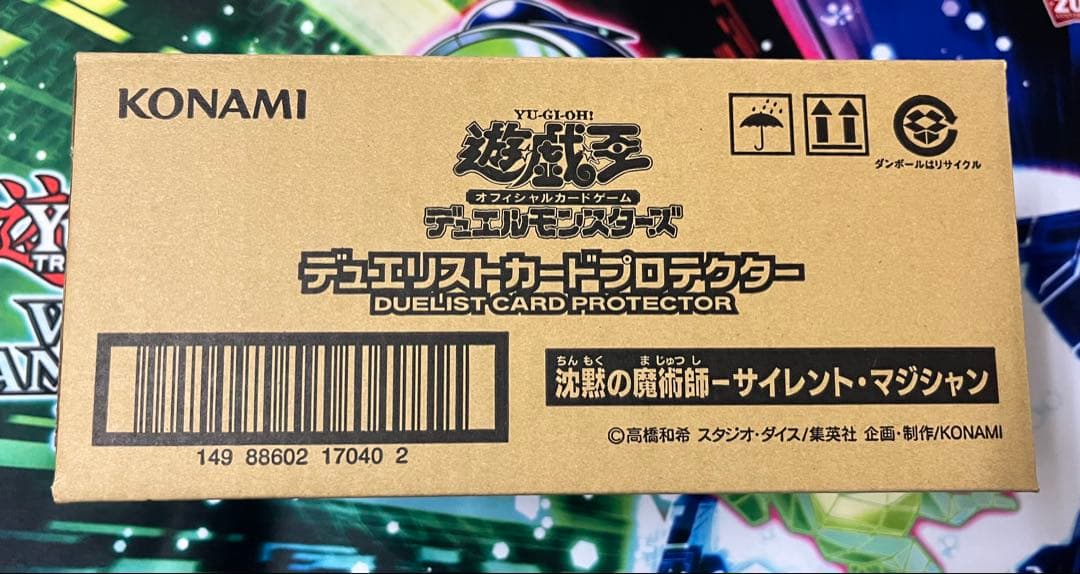 KONAMI
YU-GI-OH!
遊戯王
オフィシャルカードゲーム
デュエルモンスターズ
ダンボールはリサイクル
デュエリストカードプロテクター
DUELIST CARD PROTECTOR
ちんもく まじゅつし
沈黙の魔術師-サイレント・マジシャン
149 88602 17040 2
©高橋和希 スタジオ・ダイス/集英社 企画・制作/KONAMI